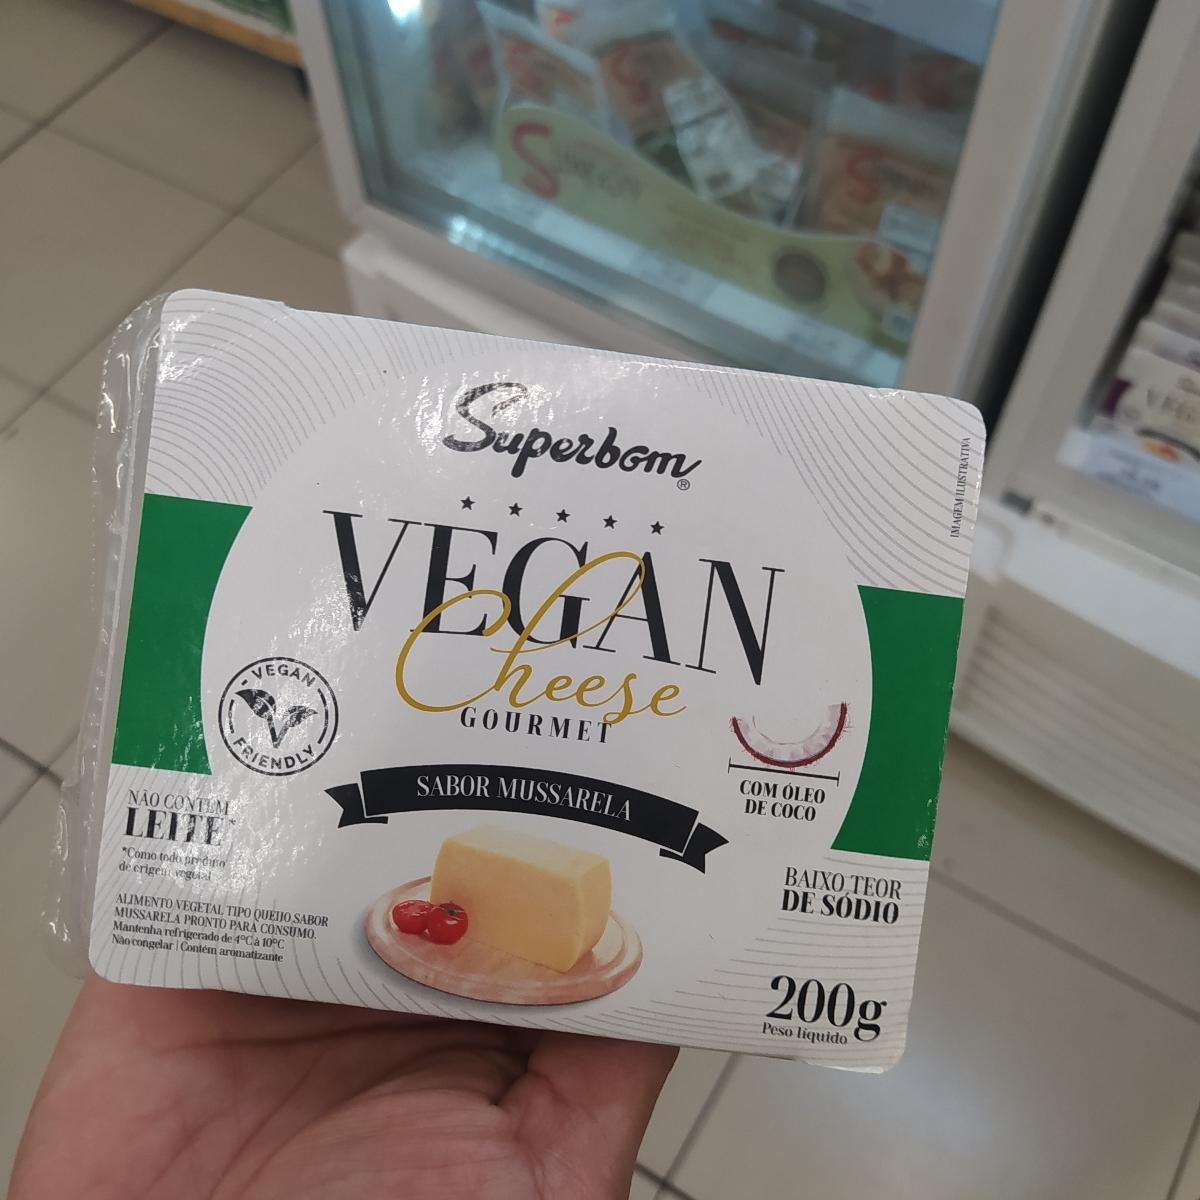 Superbom®
VEGAN
Cheese
GOURMET
VEGAN
FRIENDLY
SABOR MUSSARELA
COM ÓLEO
DE COCO
NÃO CONTÉM
LEITE*
*Como todo produto
de origem vegetal
ALIMENTO VEGETAL TIPO QUEIJO SABOR
MUSSARELA PRONTO PARA CONSUMO.
Mantenha refrigerado de 4ºC à 10ºC
Não congelar | Contém aromatizante
BAIXO TEOR
DE SÓDIO
200g
Peso líquido
IMAGEM ILUSTRATIVA